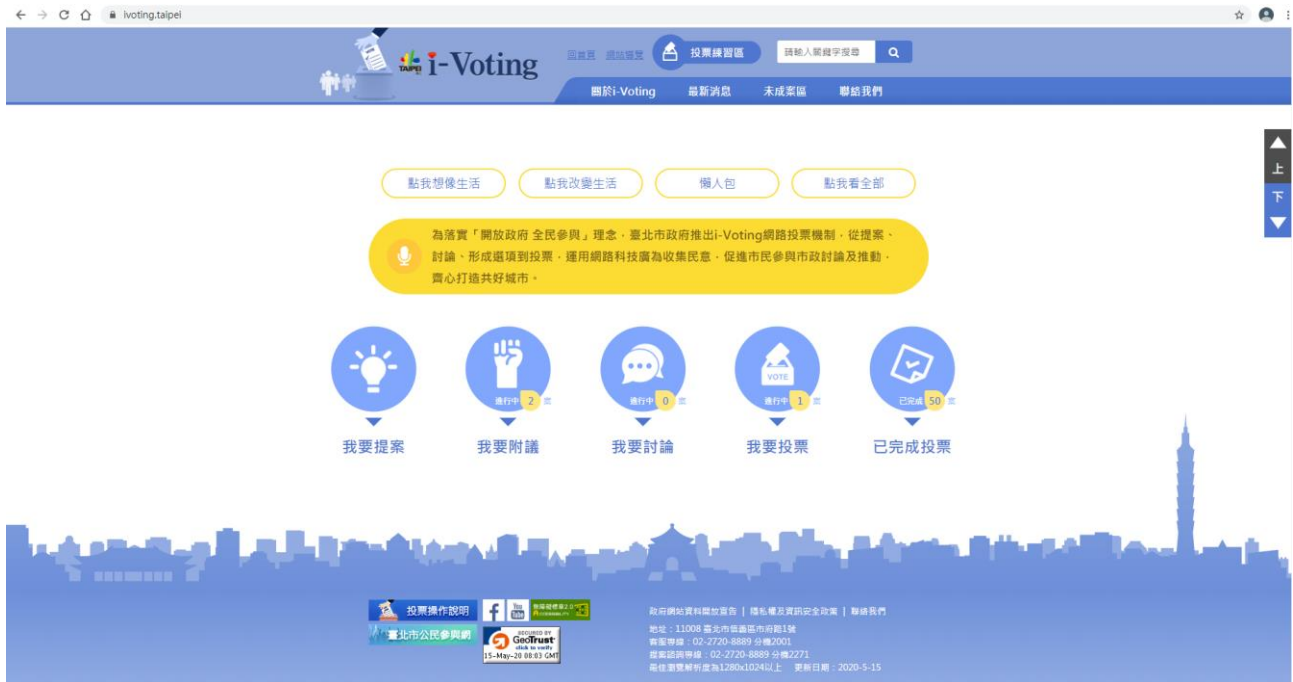 ivoting.taipei
TAIPEI i-Voting
回首頁 網站導覽 投票練習區 請輸入關鍵字搜尋
關於i-Voting 最新消息 未成案區 聯絡我們
上
下
點我想像生活 點我改變生活 懶人包 點我看全部
為落實「開放政府 全民參與」理念，臺北市政府推出i-Voting網路投票機制，從提案、
討論、形成選項到投票，運用網路科技廣為收集民意，促進市民參與市政討論及推動，
齊心打造共好城市。
VOTE
進行中 2 案 進行中 0 案 進行中 1 案 已完成 50 案
我要提案 我要附議 我要討論 我要投票 已完成投票
投票操作說明 f You Tube 無障礙標章2.0
臺北市公民參與網
SECURED BY
GeoTrust
click to verify
15-May-20 08:03 GMT
政府網站資料開放宣告 | 隱私權及資訊安全政策 | 聯絡我們
地址：11008 臺北市信義區市府路1號
客服專線：02-2720-8889 分機2001
提案諮詢專線：02-2720-8889 分機2271
最佳瀏覽解析度為1280x1024以上 更新日期：2020-5-15